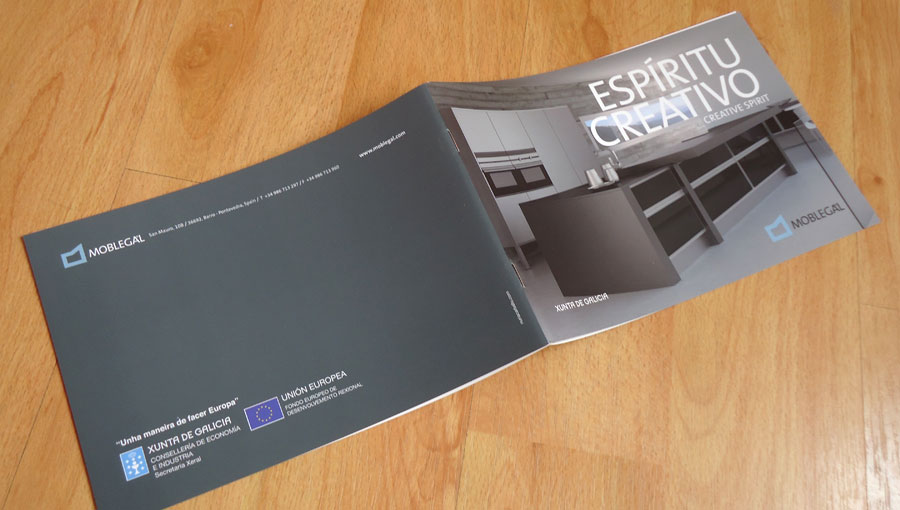 ESPÍRITU
CREATIVO
CREATIVE SPIRIT
MOBLEGAL
XUNTA DE GALICIA
www.moblegal.com
MOBLEGAL
San Mauro, 108 / 36693. Barro - Pontevedra, Spain / T +34 986 713 297 / F +34 986 713 950
"Unha maneira de facer Europa"
XUNTA DE GALICIA
CONSELLERÍA DE ECONOMÍA
E INDUSTRIA
Secretaría Xeral
UNIÓN EUROPEA
FONDO EUROPEO DE
DESENVOLVEMENTO REXIONAL